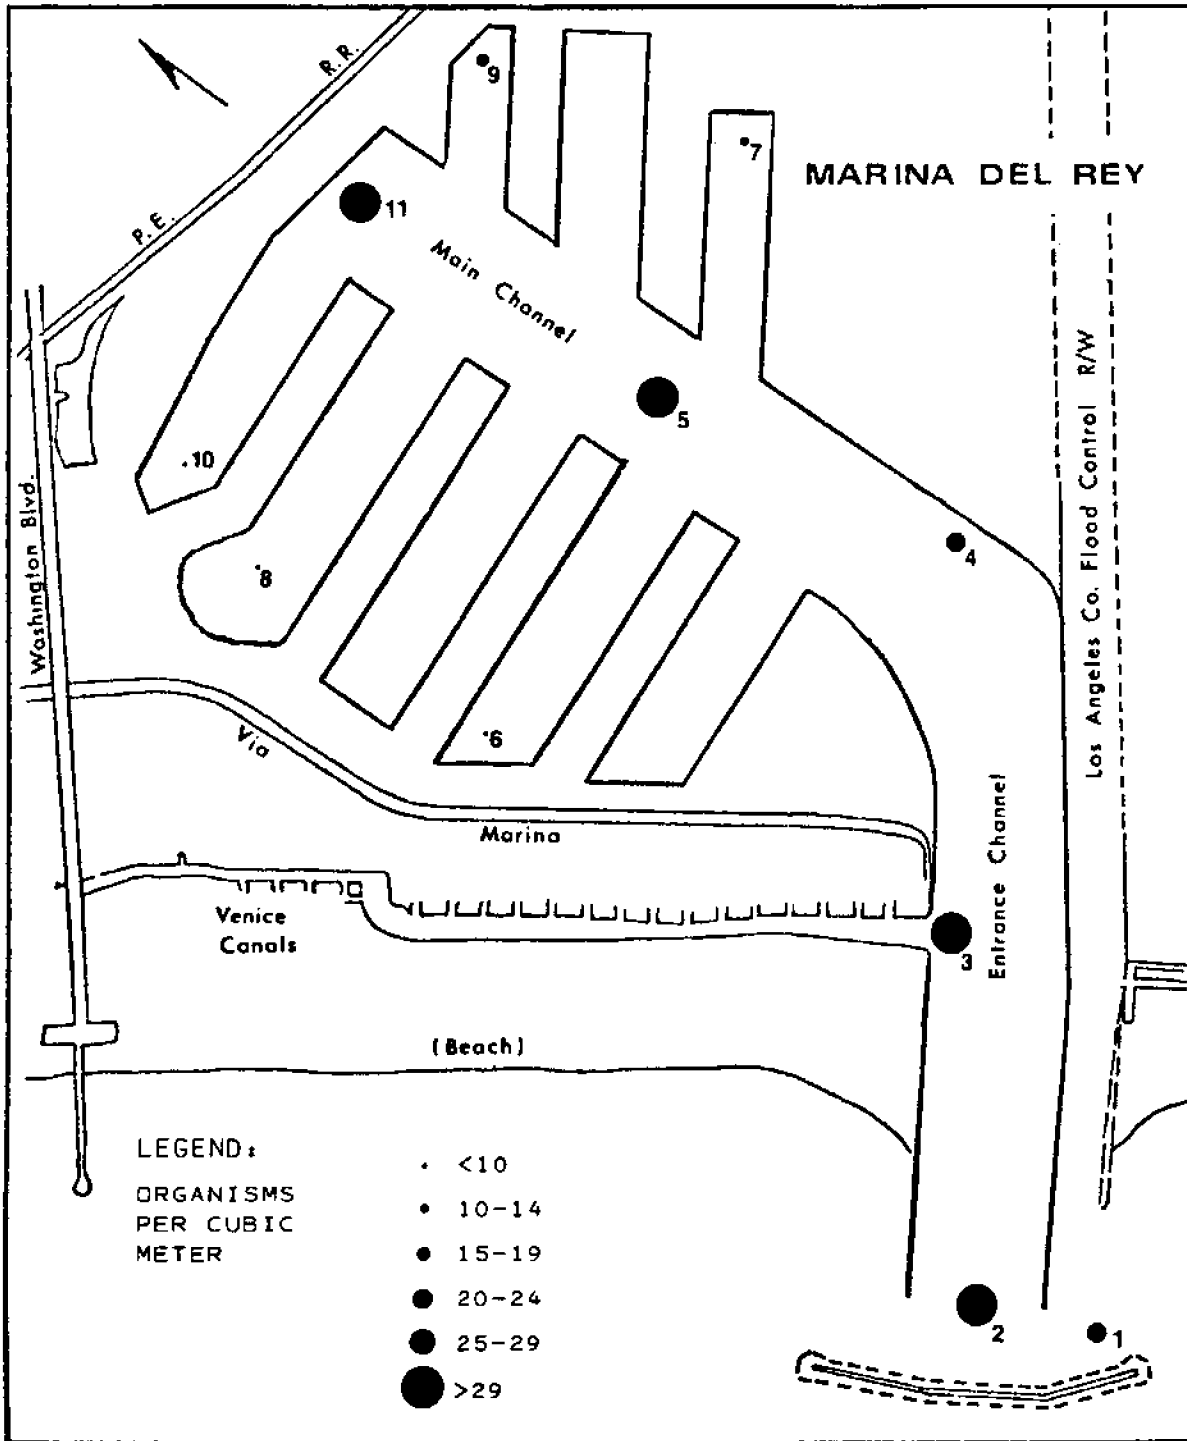 R.R.
P.E.
9
7
MARINA DEL REY
11
Main Channel
5
Los Angeles Co. Flood Control R/W
10
Washington Blvd.
8
4
6
Via
Marina
Entrance Channel
Venice
Canals
3
(Beach)
LEGEND:
ORGANISMS
PER CUBIC
METER
<10
10-14
15-19
20-24
25-29
>29
2
1